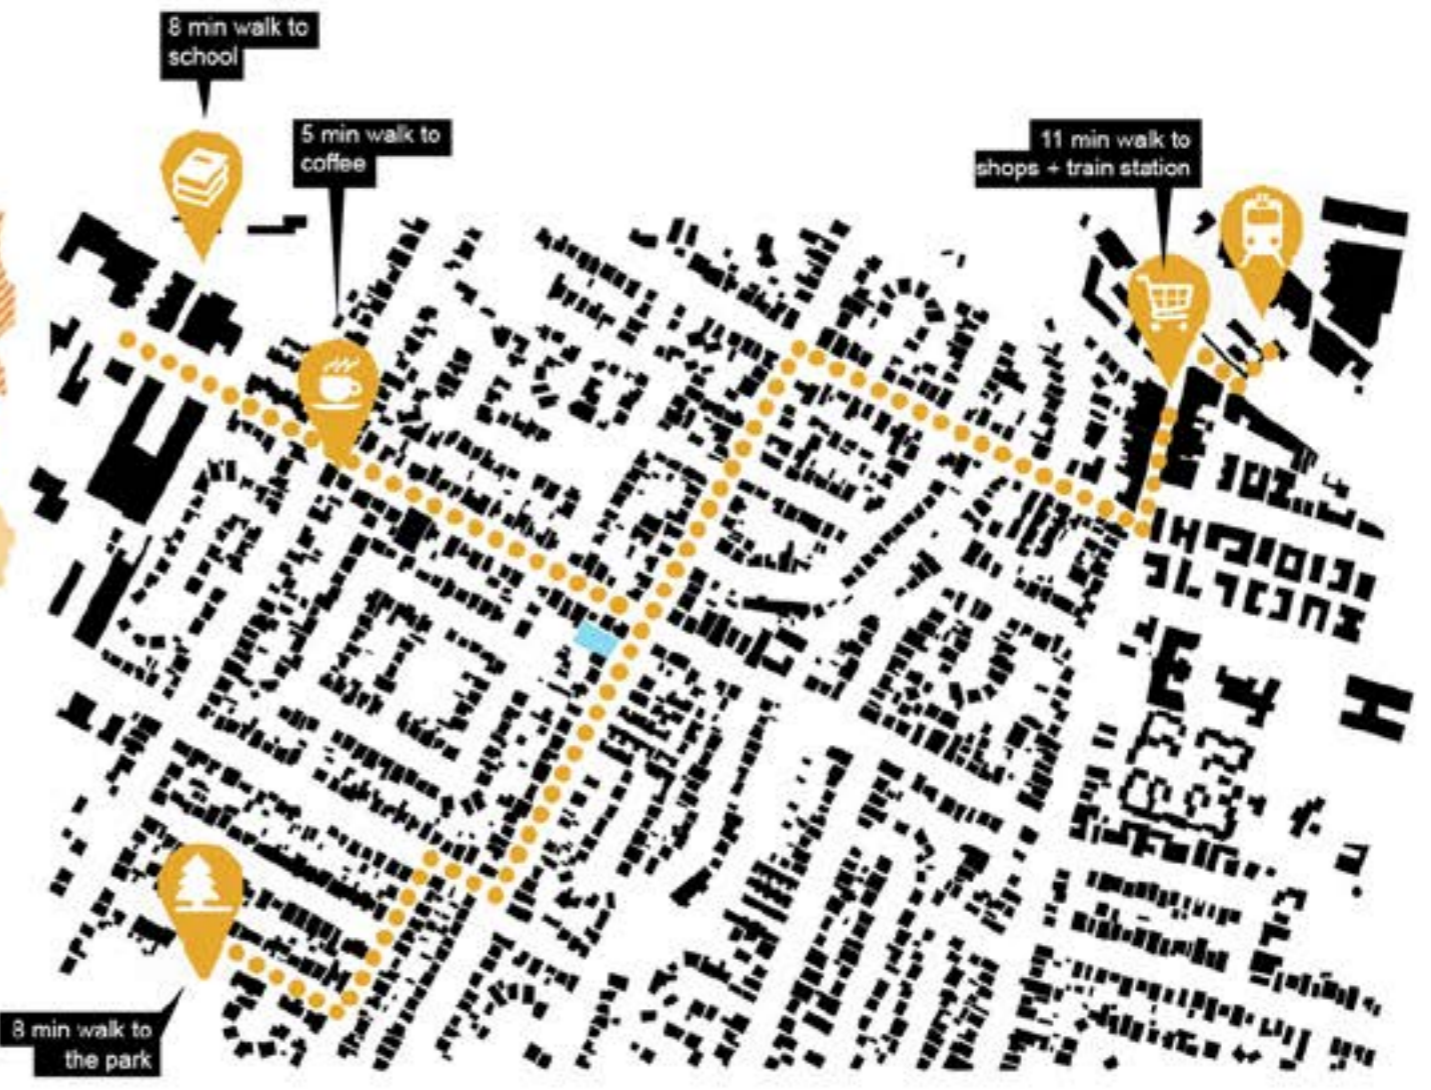 8 min walk to
school
5 min walk to
coffee
11 min walk to
shops + train station
8 min walk to
the park